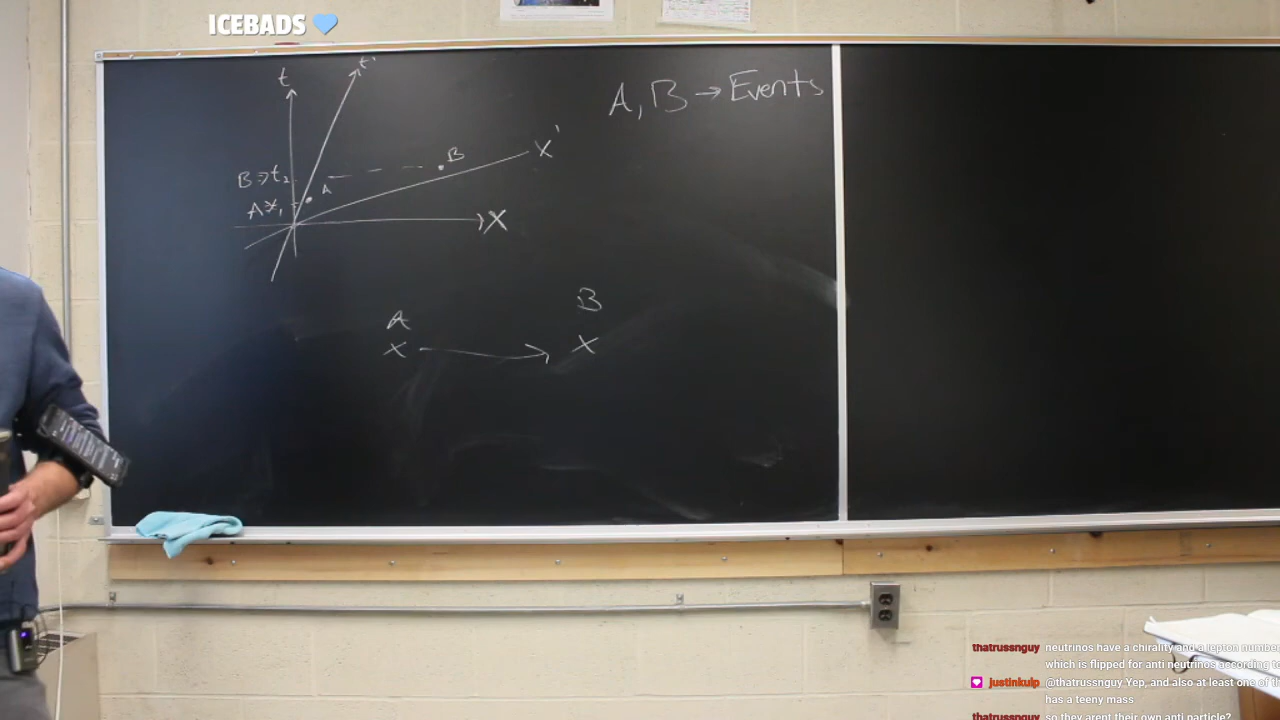 ICEBADS
t
t'
A, B → Events
B
X'
B ⇒ t₂
A
A ⇒ t₁
X
A
B
X
X
thatrussnguy neutrinos have a chirality and a lepton number
which is flipped for anti neutrinos according to
justinkulp @thatrussnguy Yep, and also at least one of th
has a teeny mass
thatrussnguy so they arent their own anti particle?